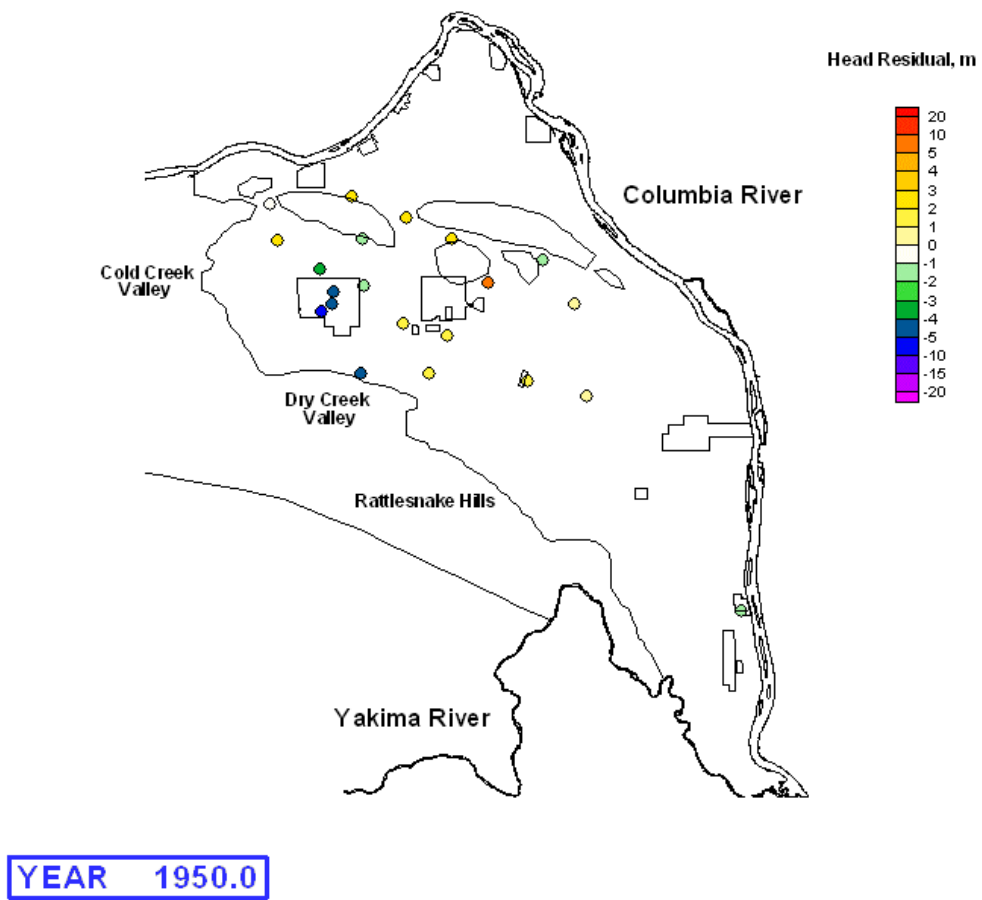 Head Residual, m
20
10
5
4
3
2
1
0
-1
-2
-3
-4
-5
-10
-15
-20
Columbia River
Cold Creek
Valley
Dry Creek
Valley
Rattlesnake Hills
Yakima River
YEAR 1950.0